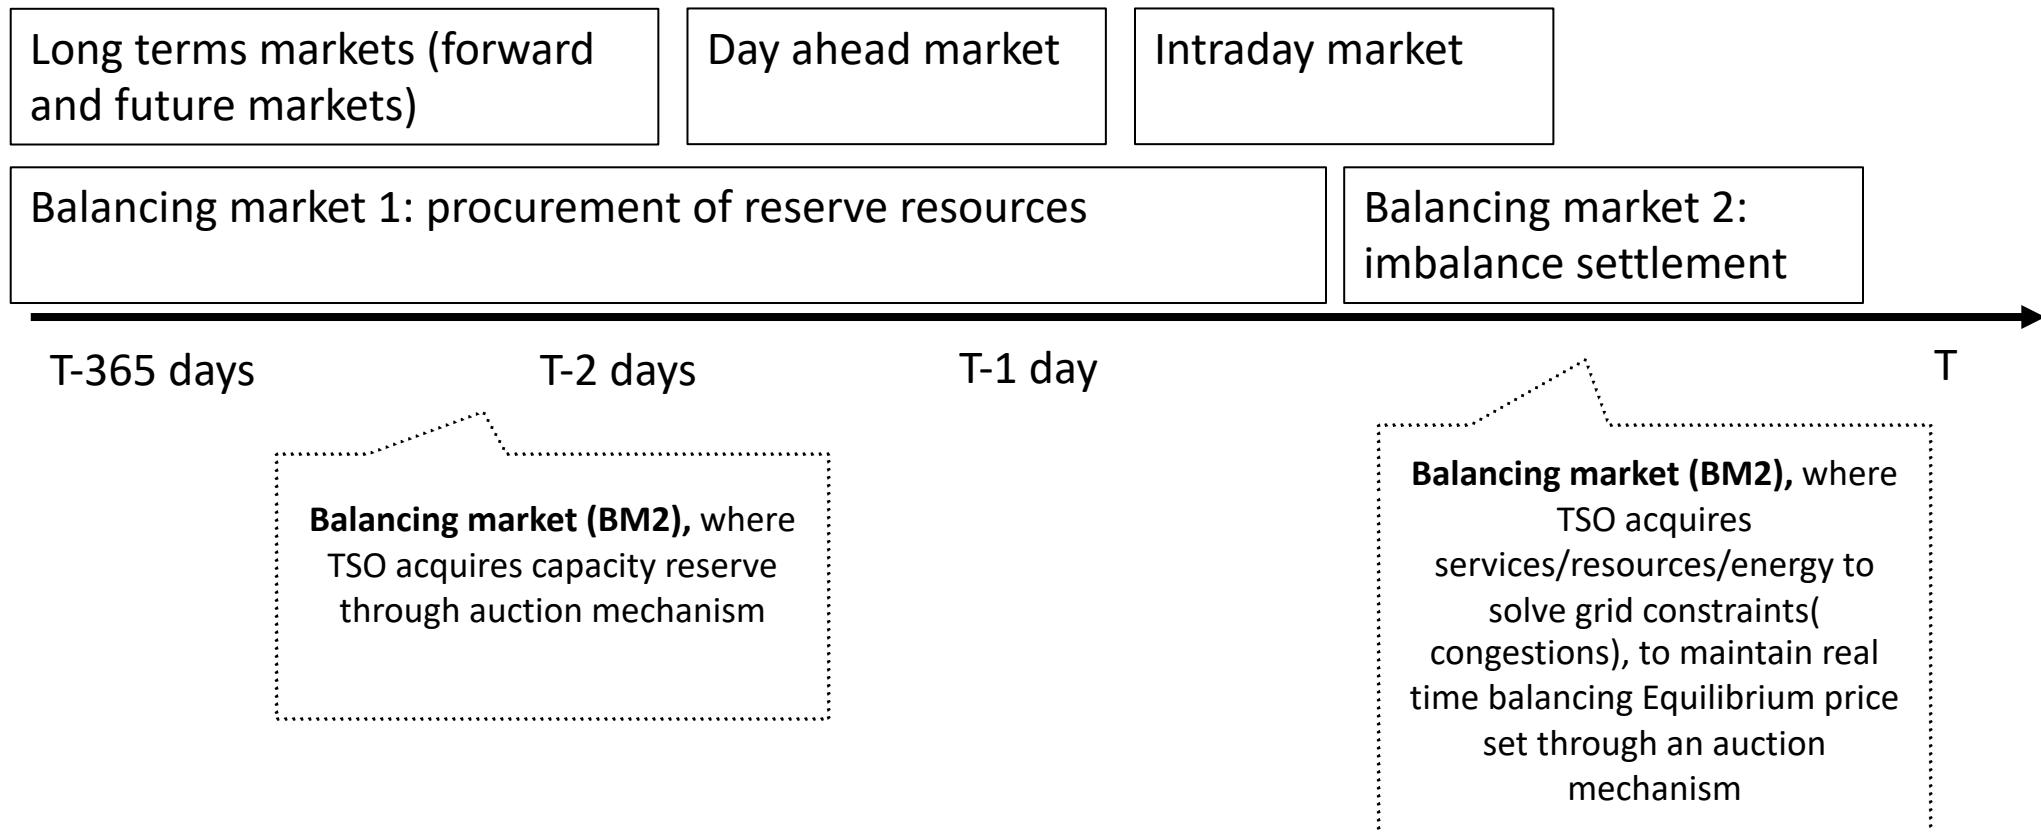 Long terms markets (forward
and future markets)
Day ahead market
Intraday market
Balancing market 1: procurement of reserve resources
Balancing market 2:
imbalance settlement
T-365 days
T-2 days
T-1 day
T
Balancing market (BM2), where
TSO acquires capacity reserve
through auction mechanism
Balancing market (BM2), where
TSO acquires
services/resources/energy to
solve grid constraints(
congestions), to maintain real
time balancing Equilibrium price
set through an auction
mechanism